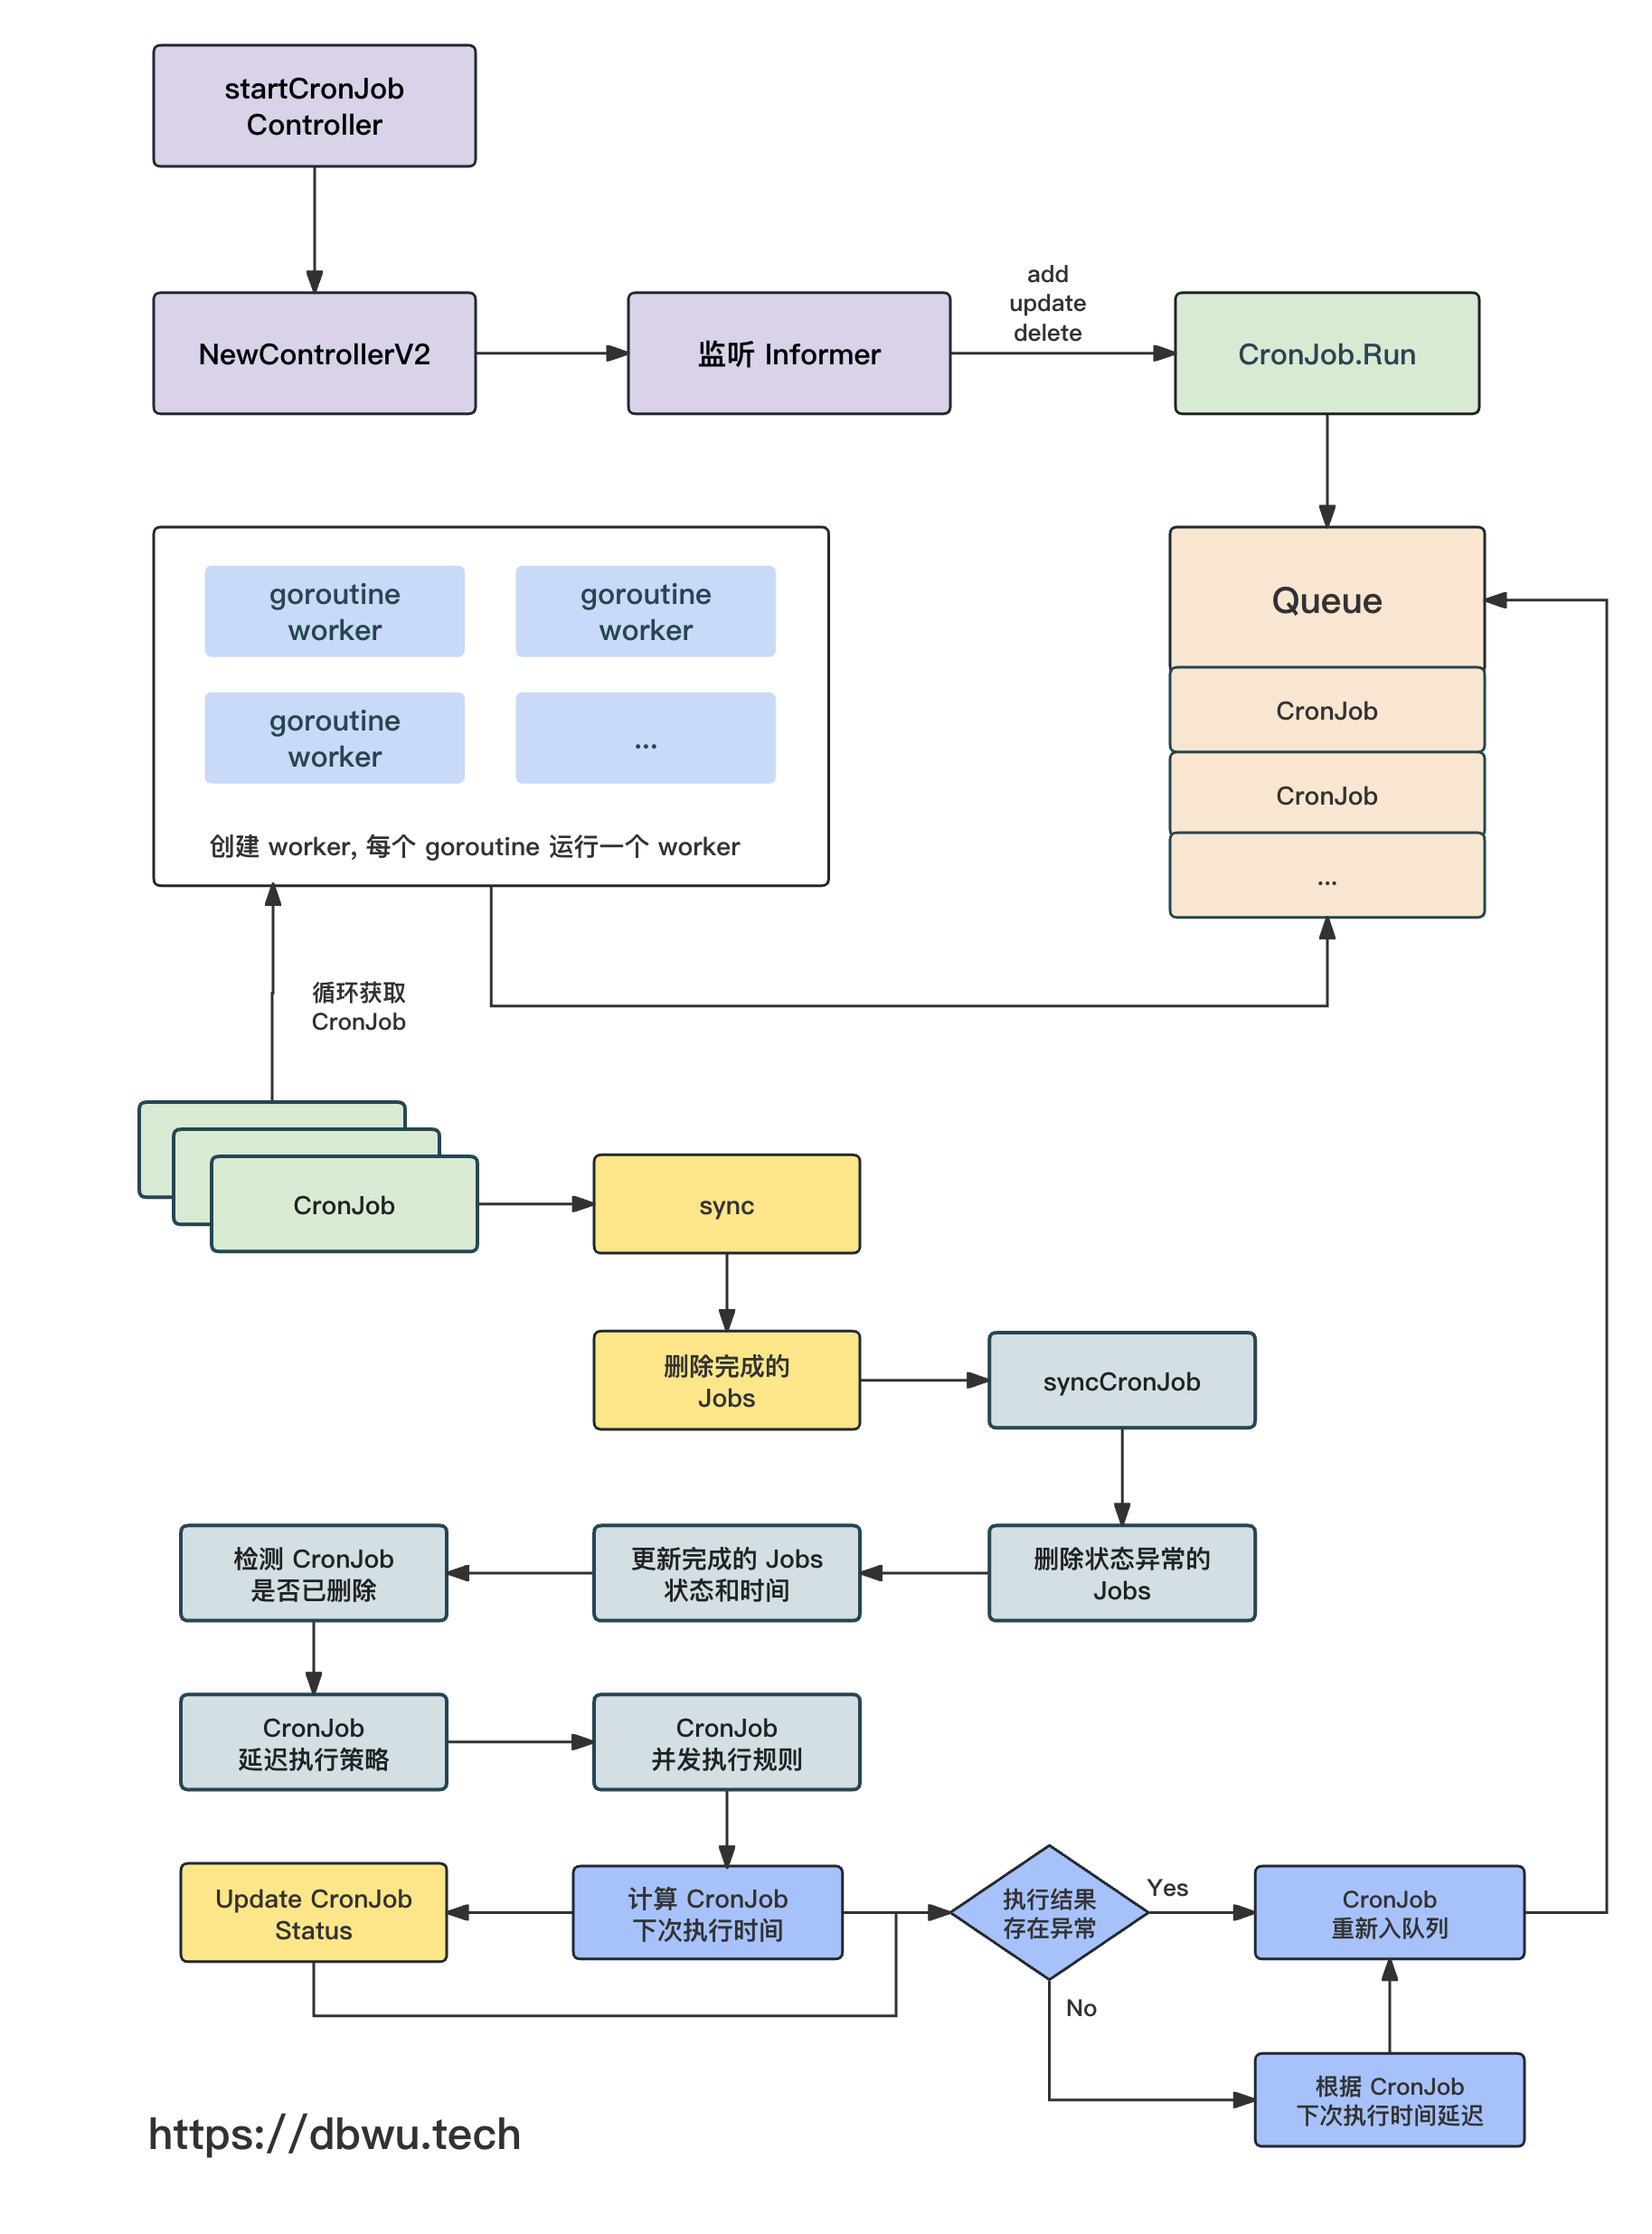 startCronJob
Controller
NewControllerV2
监听 Informer
add
update
delete
CronJob.Run
goroutine
worker
goroutine
worker
goroutine
worker
...
创建 worker, 每个 goroutine 运行一个 worker
Queue
CronJob
CronJob
...
循环获取
CronJob
CronJob
sync
删除完成的
Jobs
syncCronJob
检测 CronJob
是否已删除
更新完成的 Jobs
状态和时间
删除状态异常的
Jobs
CronJob
延迟执行策略
CronJob
并发执行规则
Update CronJob
Status
计算 CronJob
下次执行时间
执行结果
存在异常
Yes
CronJob
重新入队列
No
根据 CronJob
下次执行时间延迟
https://dbwu.tech